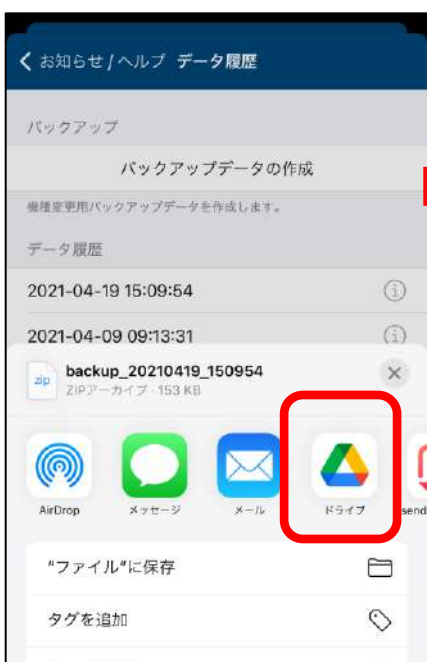 お知らせ/ヘルプ データ履歴
バックアップ
バックアップデータの作成
機種変更用バックアップデータを作成します。
データ履歴
2021-04-19 15:09:54
2021-04-09 09:13:31
zip
backup_20210419_150954
ZIPアーカイブ・153 KB
AirDrop メッセージ メール ドライブ send
"ファイル"に保存
タグを追加